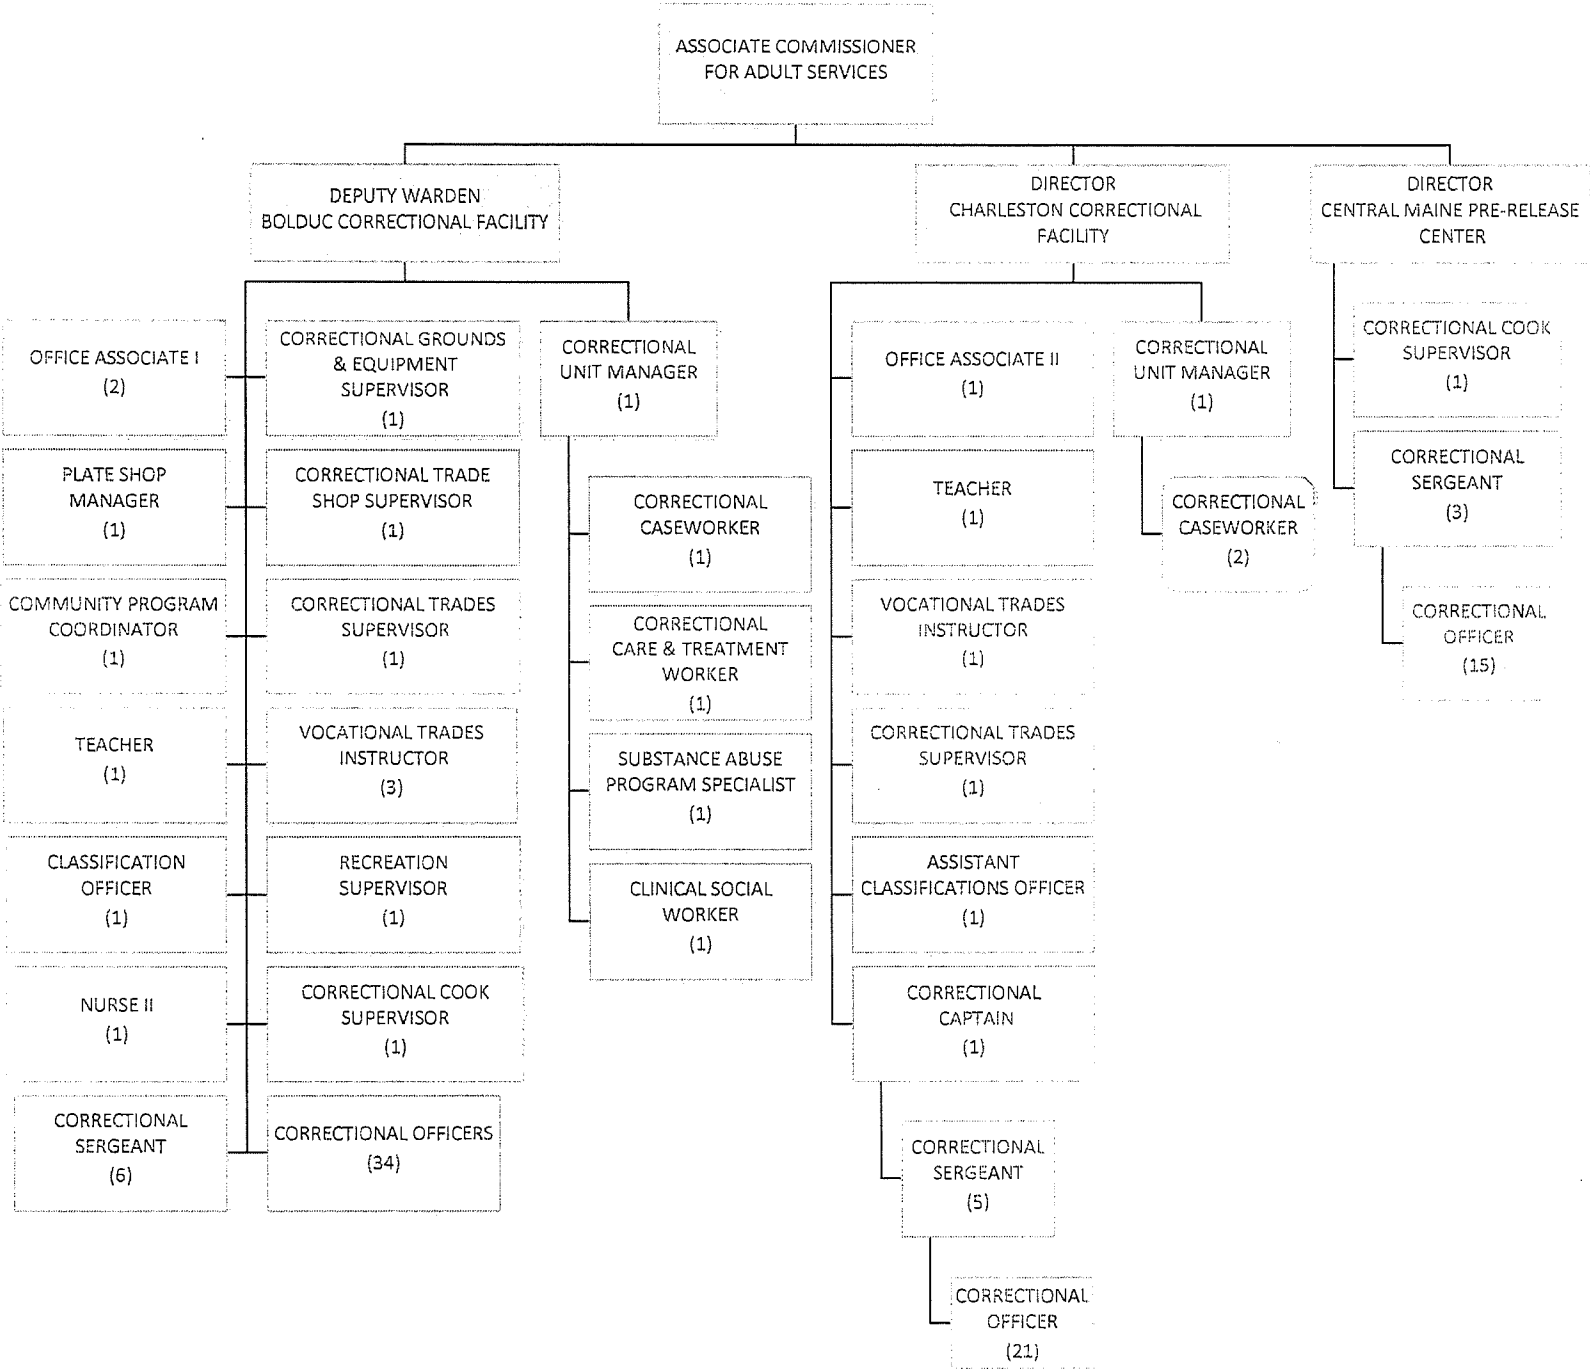 ASSOCIATE COMMISSIONER
FOR ADULT SERVICES
DEPUTY WARDEN
BOLDUC CORRECTIONAL FACILITY
DIRECTOR
CHARLESTON CORRECTIONAL
FACILITY
DIRECTOR
CENTRAL MAINE PRE-RELEASE
CENTER
OFFICE ASSOCIATE I
(2)
CORRECTIONAL GROUNDS
& EQUIPMENT
SUPERVISOR
(1)
PLATE SHOP
MANAGER
(1)
CORRECTIONAL TRADE
SHOP SUPERVISOR
(1)
COMMUNITY PROGRAM
COORDINATOR
(1)
CORRECTIONAL TRADES
SUPERVISOR
(1)
TEACHER
(1)
VOCATIONAL TRADES
INSTRUCTOR
(3)
CLASSIFICATION
OFFICER
(1)
RECREATION
SUPERVISOR
(1)
NURSE II
(1)
CORRECTIONAL COOK
SUPERVISOR
(1)
CORRECTIONAL
SERGEANT
(6)
CORRECTIONAL OFFICERS
(34)
CORRECTIONAL
UNIT MANAGER
(1)
CORRECTIONAL
CASEWORKER
(1)
CORRECTIONAL
CARE & TREATMENT
WORKER
(1)
SUBSTANCE ABUSE
PROGRAM SPECIALIST
(1)
CLINICAL SOCIAL
WORKER
(1)
OFFICE ASSOCIATE II
(1)
TEACHER
(1)
VOCATIONAL TRADES
INSTRUCTOR
(1)
CORRECTIONAL TRADES
SUPERVISOR
(1)
ASSISTANT
CLASSIFICATIONS OFFICER
(1)
CORRECTIONAL
CAPTAIN
(1)
CORRECTIONAL
SERGEANT
(5)
CORRECTIONAL
OFFICER
(21)
CORRECTIONAL
UNIT MANAGER
(1)
CORRECTIONAL
CASEWORKER
(2)
CORRECTIONAL COOK
SUPERVISOR
(1)
CORRECTIONAL
SERGEANT
(3)
CORRECTIONAL
OFFICER
(15)